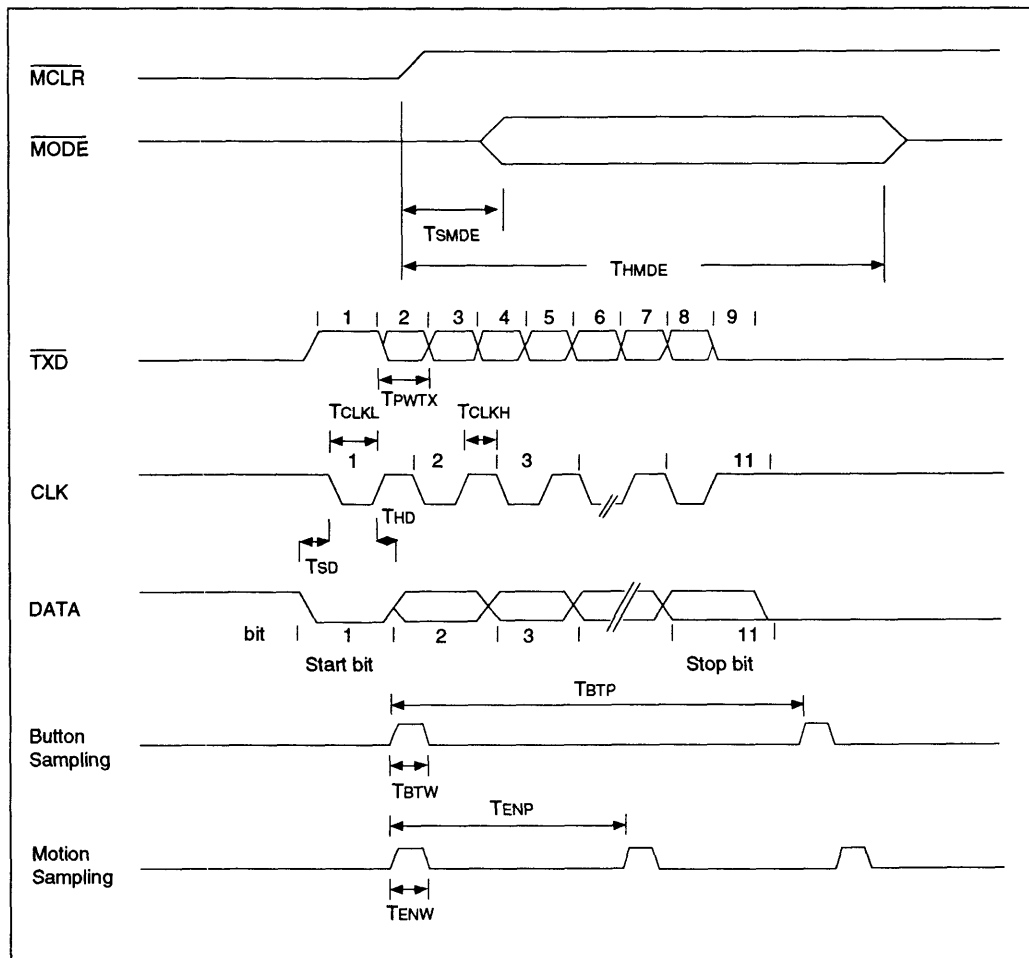 MCLR
MODE
TSMDE
THMDE
1 2 3 4 5 6 7 8 9
TXD
TPWTX
TCLKL TCLKH
1 2 3 11
CLK
THD
TSD
DATA
bit 1 2 3 11
Start bit Stop bit
TBTP
Button
Sampling
TBTW
TENP
Motion
Sampling
TENW